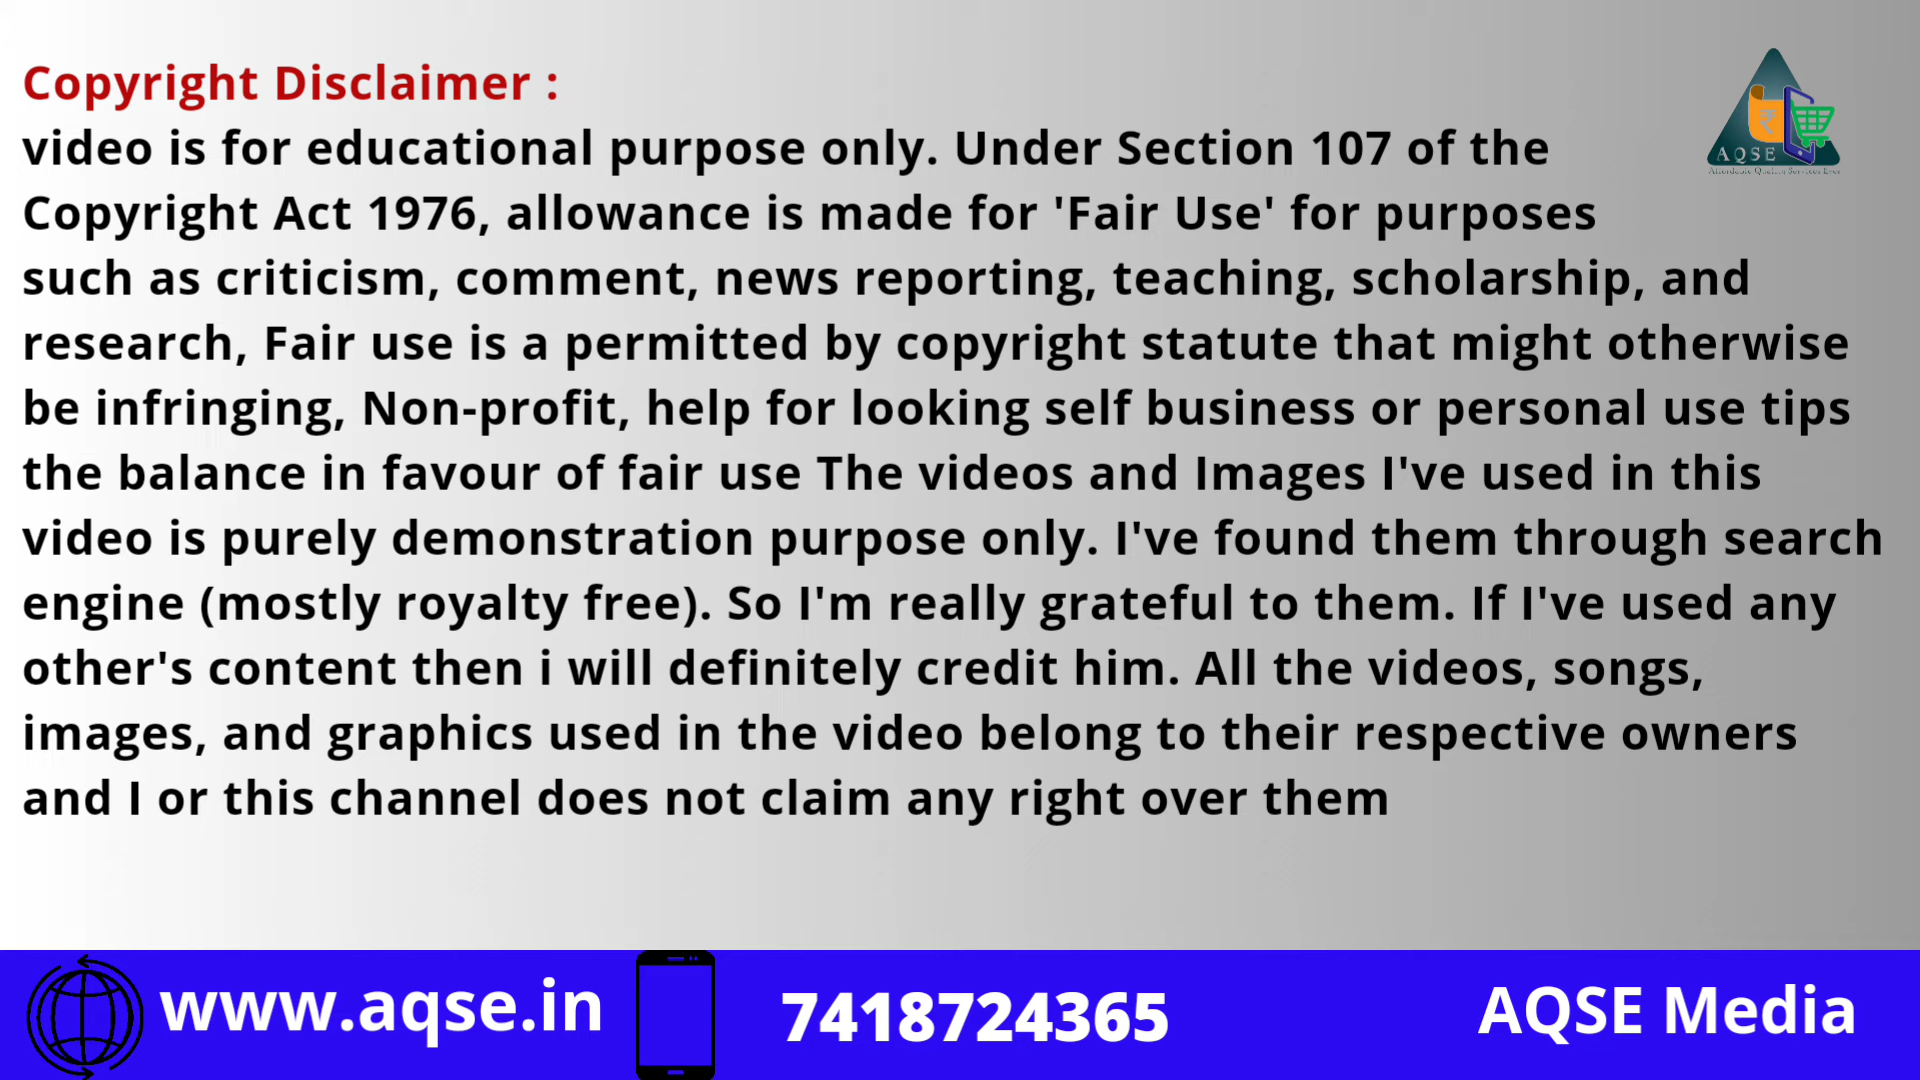 Copyright Disclaimer :
video is for educational purpose only. Under Section 107 of the
Copyright Act 1976, allowance is made for 'Fair Use' for purposes
such as criticism, comment, news reporting, teaching, scholarship, and
research, Fair use is a permitted by copyright statute that might otherwise
be infringing, Non-profit, help for looking self business or personal use tips
the balance in favour of fair use The videos and Images I've used in this
video is purely demonstration purpose only. I've found them through search
engine (mostly royalty free). So I'm really grateful to them. If I've used any
other's content then i will definitely credit him. All the videos, songs,
images, and graphics used in the video belong to their respective owners
and I or this channel does not claim any right over them
₹
AQSE
Affordable Quality Services Ever
www.aqse.in
7418724365
AQSE Media